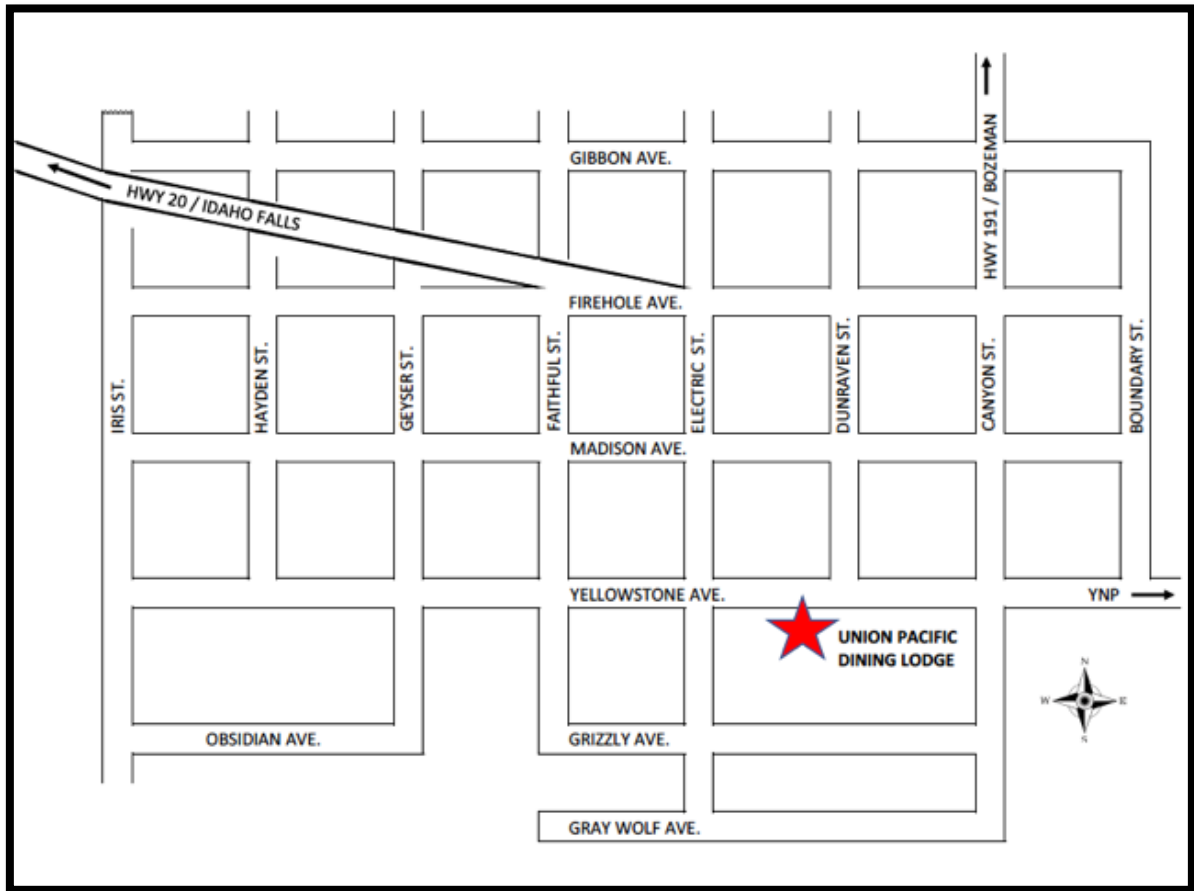 GIBBON AVE.
HWY 191 / BOZEMAN
HWY 20 / IDAHO FALLS
FIREHOLE AVE.
IRIS ST.
HAYDEN ST.
GEYSER ST.
FAITHFUL ST.
ELECTRIC ST.
DUNRAVEN ST.
CANYON ST.
BOUNDARY ST.
MADISON AVE.
YELLOWSTONE AVE.
YNP
UNION PACIFIC
DINING LODGE
N
W
E
S
OBSIDIAN AVE.
GRIZZLY AVE.
GRAY WOLF AVE.